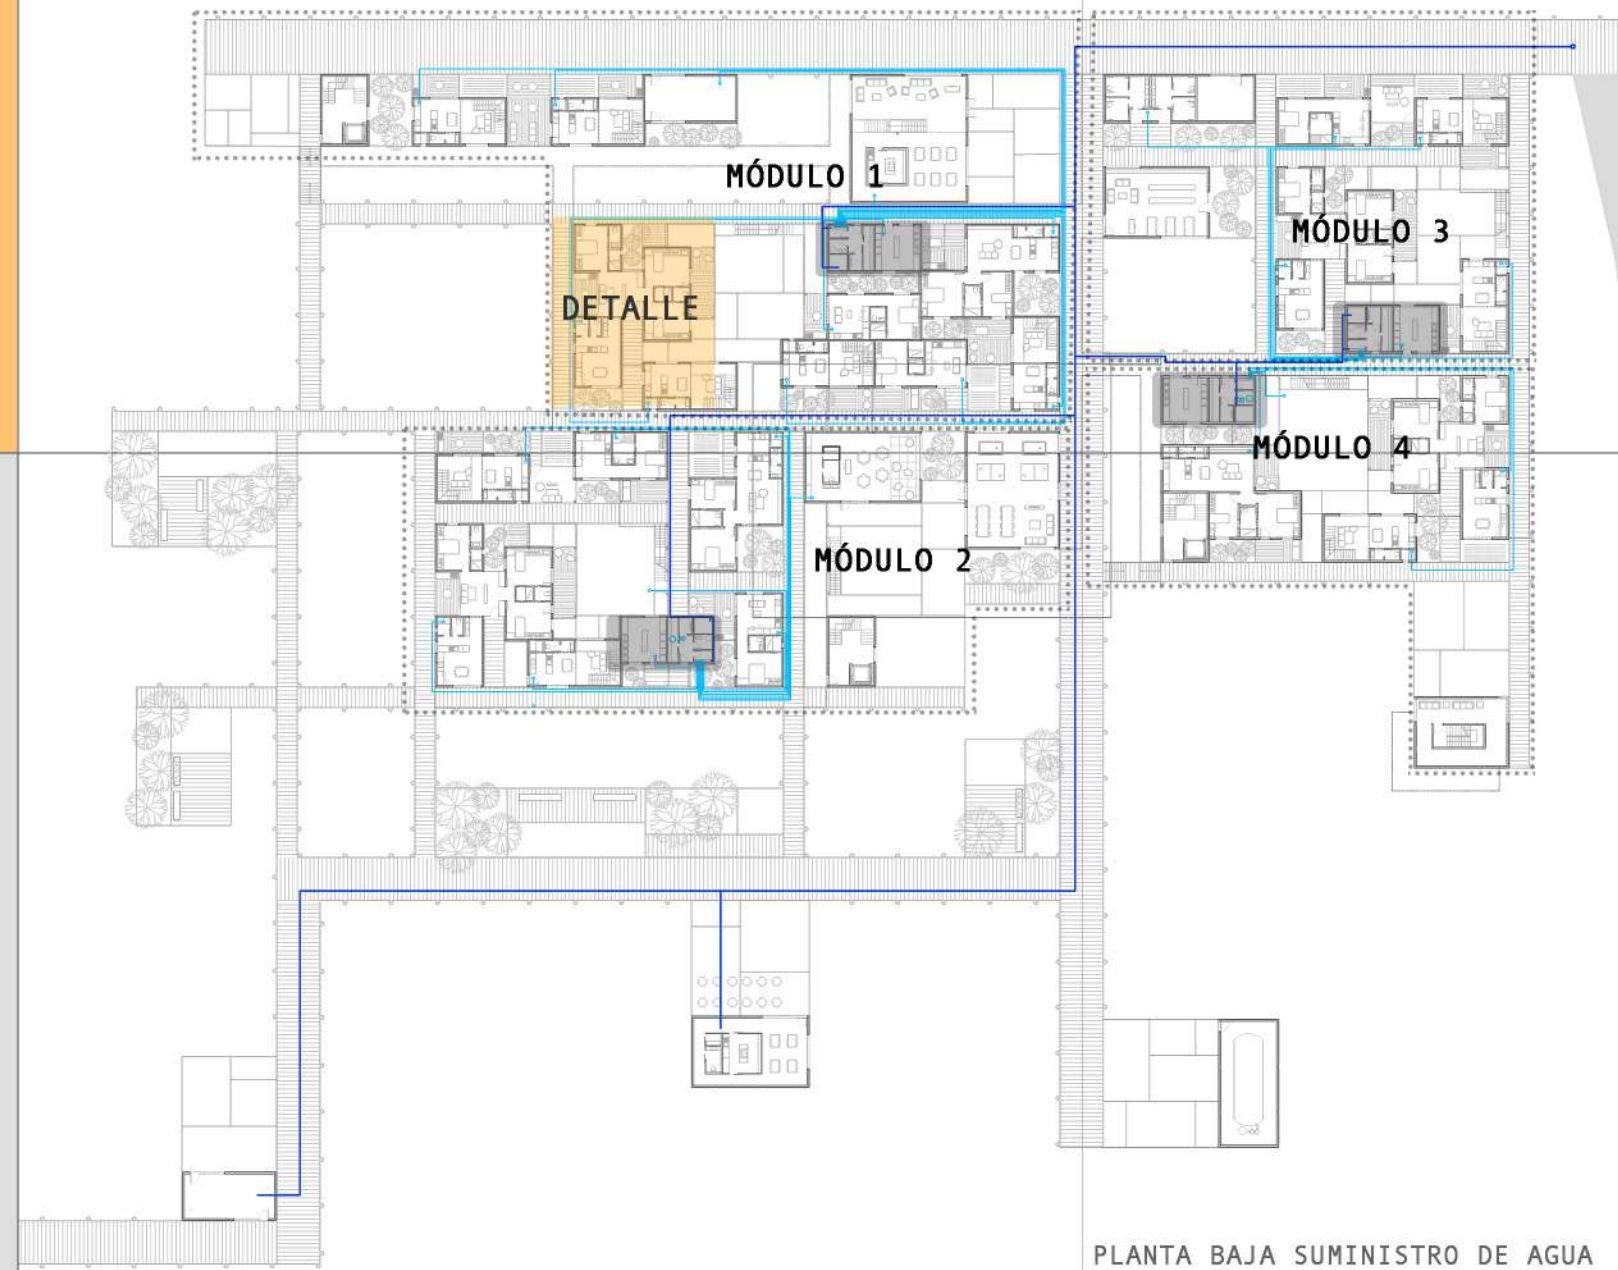 MÓDULO 1
MÓDULO 3
DETALLE
MÓDULO 4
MÓDULO 2
PLANTA BAJA SUMINISTRO DE AGUA